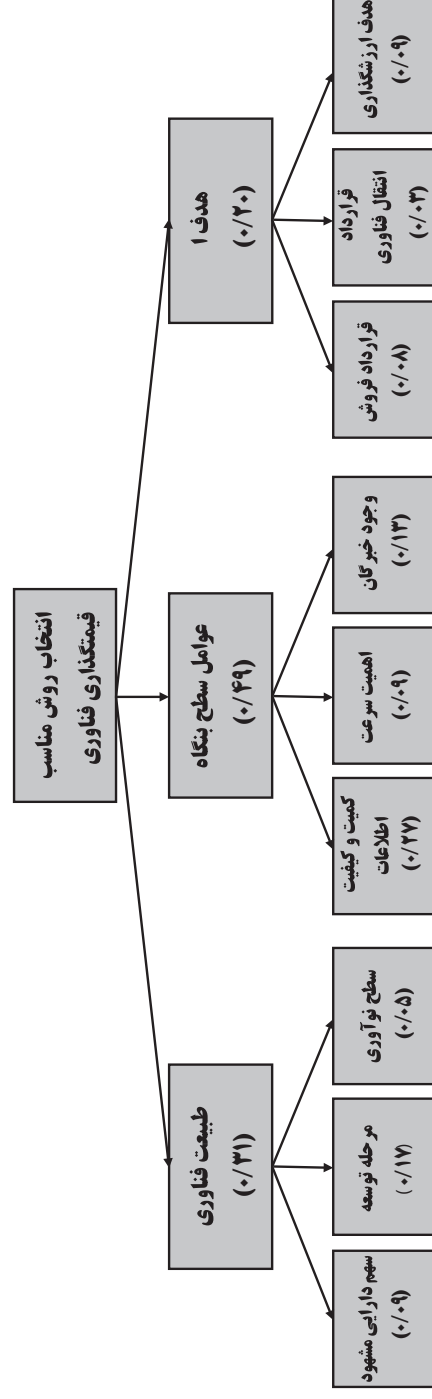 انتخاب روش مناسب
قیمتگذاری فناوری
هدف ۱
(۰/۲۰)
عوامل سطح بنگاه
(۰/۴۹)
طبیعت فناوری
(۰/۳۱)
هدف ارزشگذاری
(۰/۰۹)
قرارداد
انتقال فناوری
(۰/۰۳)
قرارداد فروش
(۰/۰۸)
وجود خبرگان
(۰/۱۳)
اهمیت سرعت
(۰/۰۹)
کمیت و کیفیت
اطلاعات
(۰/۲۷)
سطح نوآوری
(۰/۰۵)
مرحله توسعه
(۰/۱۷)
سهم دارایی مشهود
(۰/۰۹)